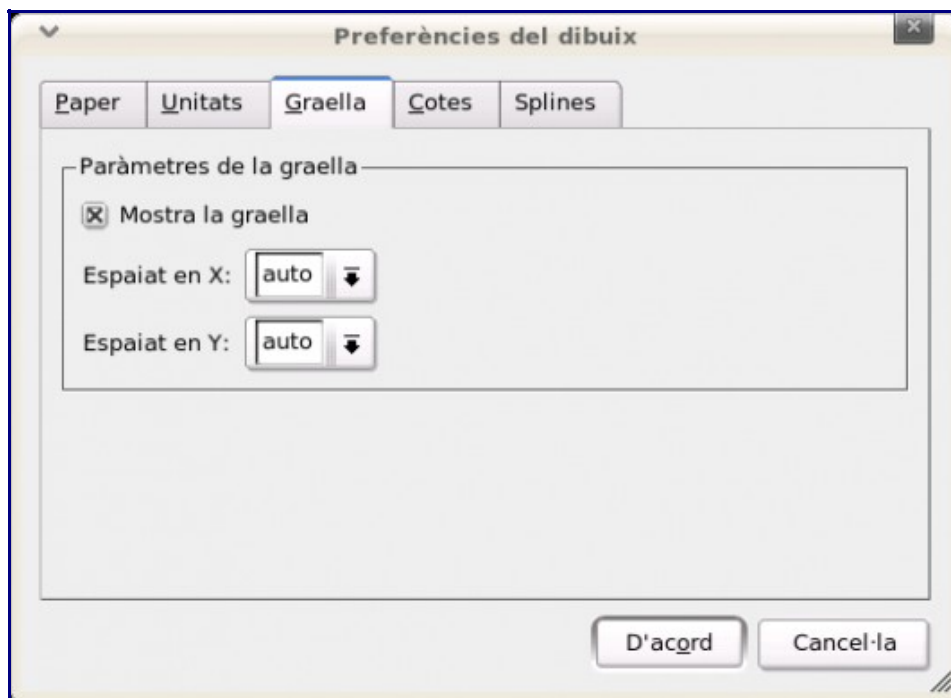 Preferències del dibuix
Paper Unitats Graella Cotes Splines
Paràmetres de la graella
Mostra la graella
Espaiat en X: auto
Espaiat en Y: auto
D'acord Cancel·la